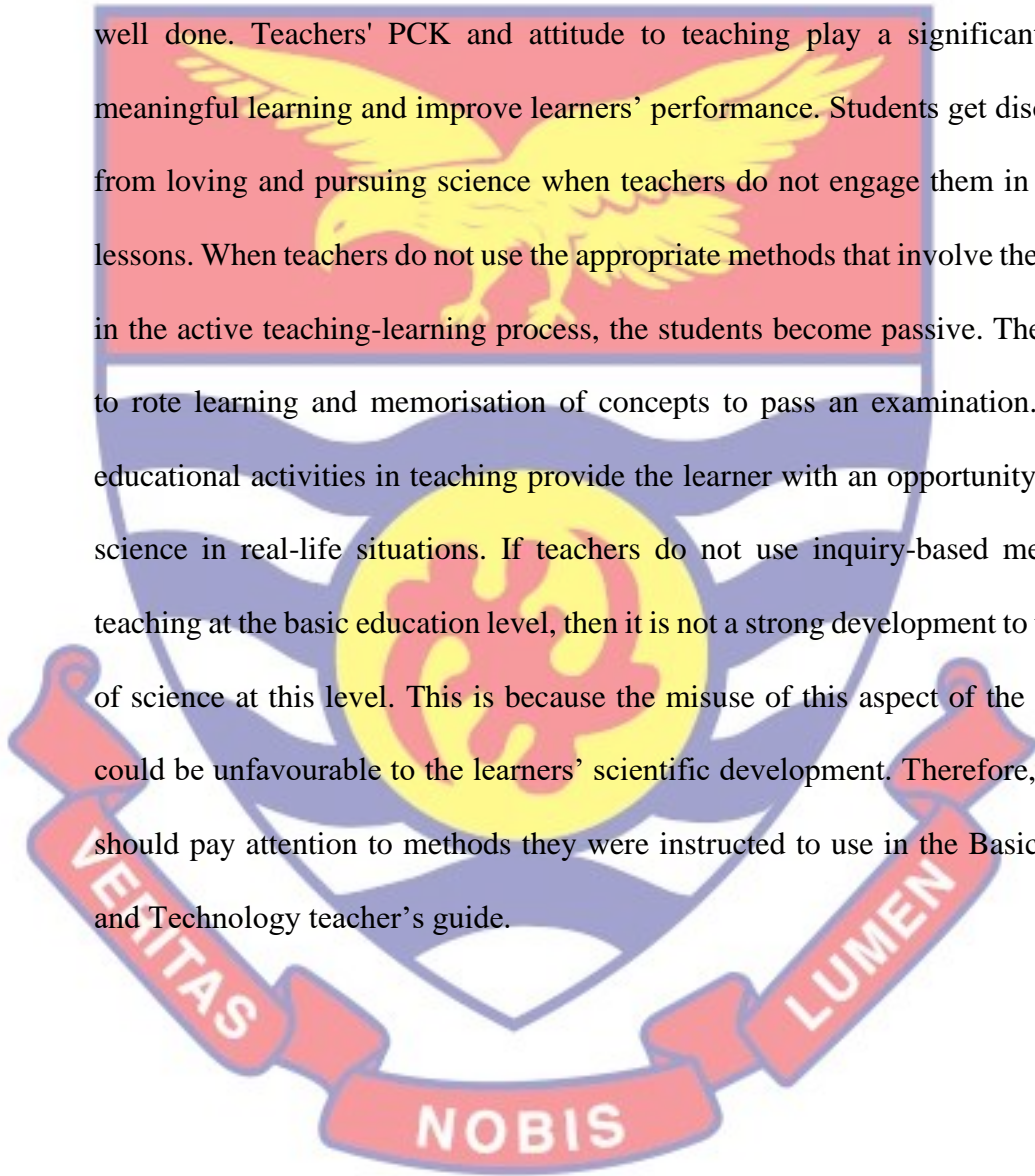 well done. Teachers' PCK and attitude to teaching play a significant
meaningful learning and improve learners’ performance. Students get disc
from loving and pursuing science when teachers do not engage them in
lessons. When teachers do not use the appropriate methods that involve the
in the active teaching-learning process, the students become passive. The
to rote learning and memorisation of concepts to pass an examination.
educational activities in teaching provide the learner with an opportunity
science in real-life situations. If teachers do not use inquiry-based me
teaching at the basic education level, then it is not a strong development to
of science at this level. This is because the misuse of this aspect of the
could be unfavourable to the learners’ scientific development. Therefore,
should pay attention to methods they were instructed to use in the Basic
and Technology teacher’s guide.
VERITAS
NOBIS
LUMEN